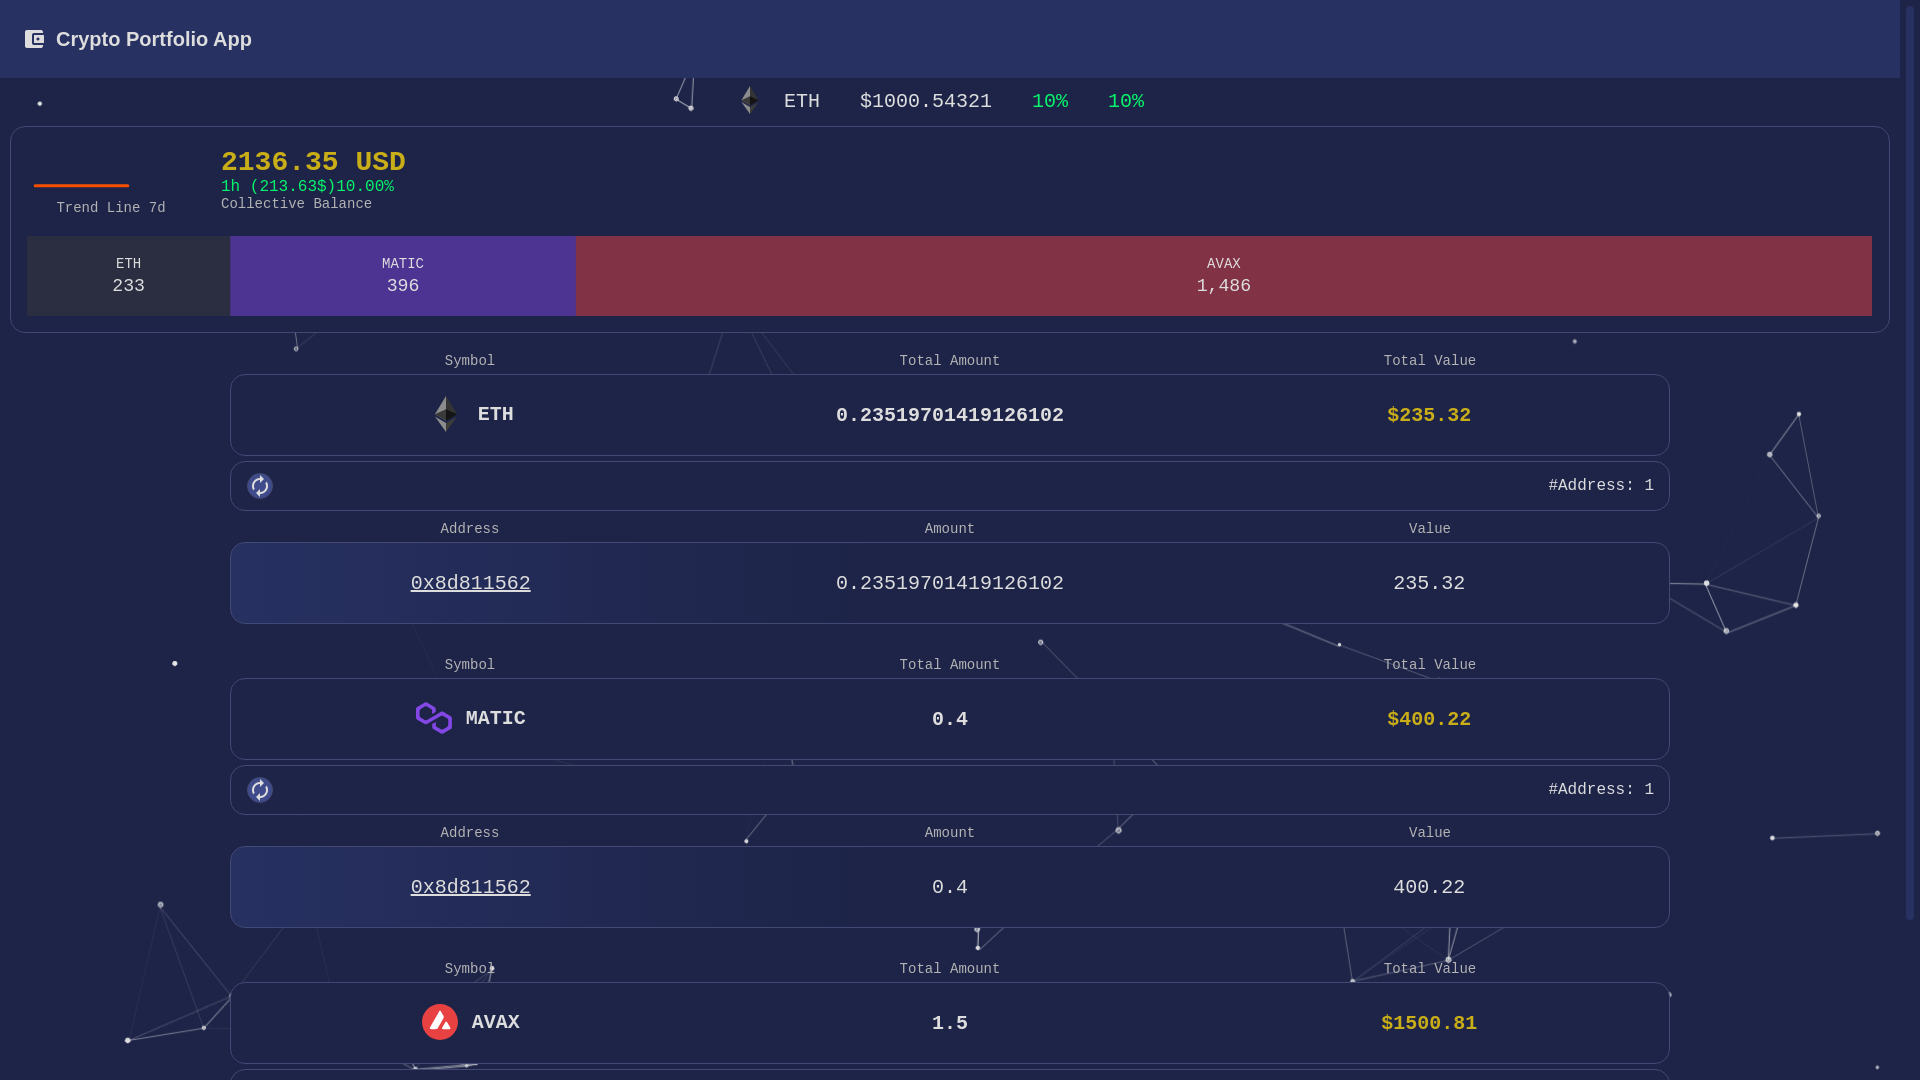 Crypto Portfolio App
ETH $1000.54321 10% 10%
2136.35 USD
1h (213.63$)10.00%
Collective Balance
Trend Line 7d
ETH MATIC AVAX
233 396 1,486
Symbol Total Amount Total Value
ETH 0.23519701419126102 $235.32
#Address: 1
Address Amount Value
0x8d811562 0.23519701419126102 235.32
Symbol Total Amount Total Value
MATIC 0.4 $400.22
#Address: 1
Address Amount Value
0x8d811562 0.4 400.22
Symbol Total Amount Total Value
AVAX 1.5 $1500.81